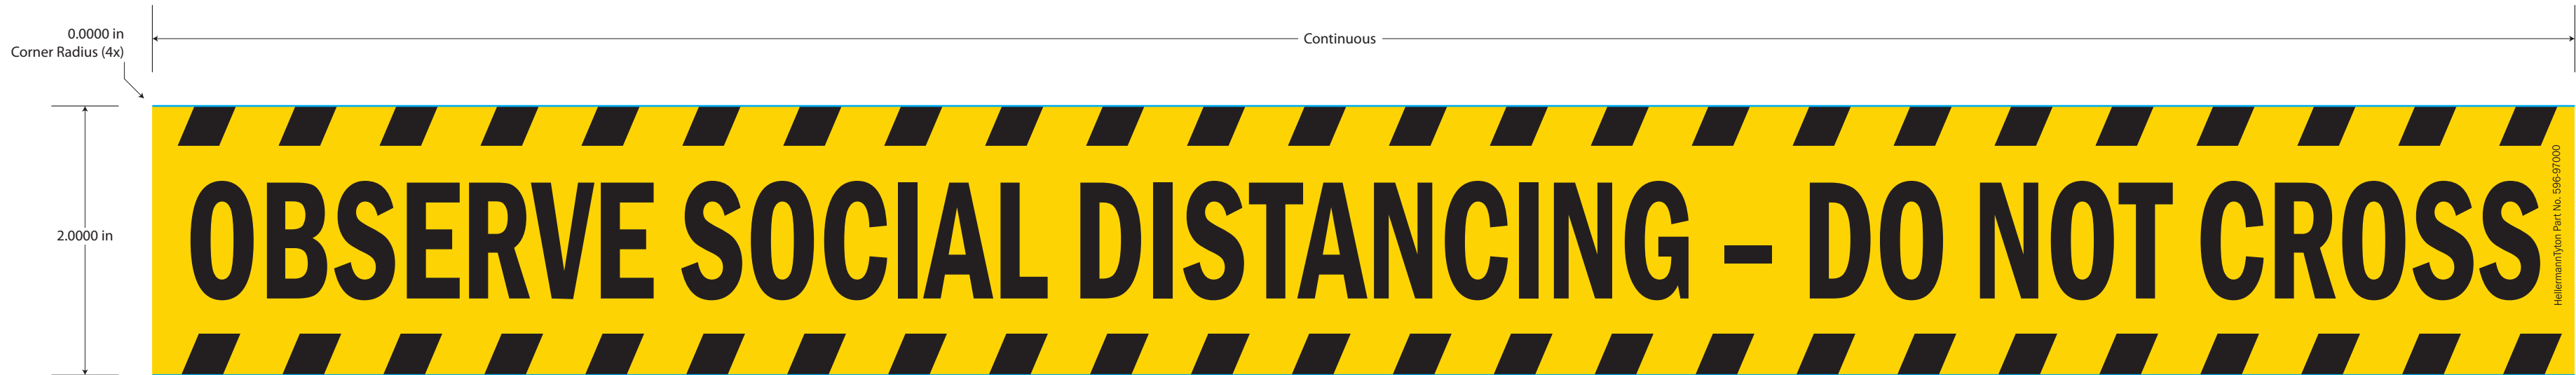 0.0000 in
Corner Radius (4x)
Continuous
2.0000 in
OBSERVE SOCIAL DISTANCING – DO NOT CROSS
HellermannTyton Part No. 596-97000